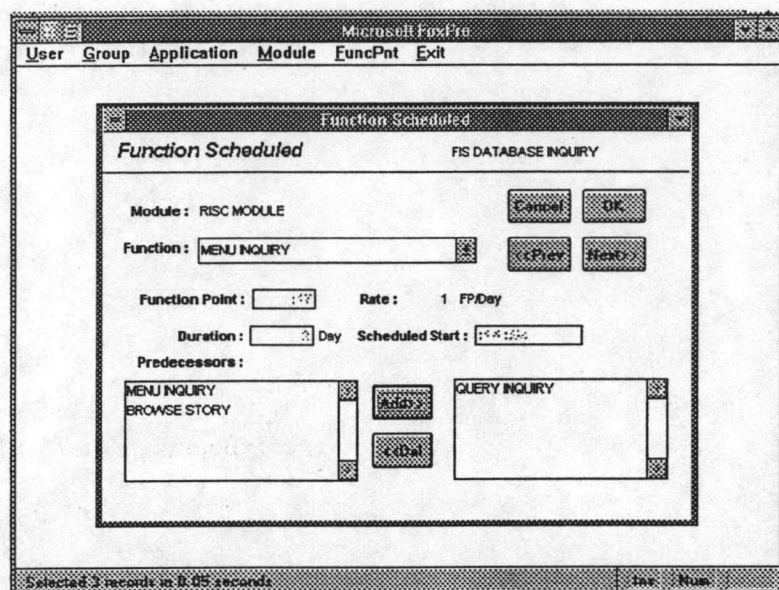 Microsoft FoxPro
User Group Application Module FuncPnt Exit
Function Scheduled
Function Scheduled FIS DATABASE INQUIRY
Module : RISC MODULE Cancel OK
Function : MENU INQUIRY <<Prev Next>>
Function Point : Rate : 1 FP/Day
Duration : Day Scheduled Start :
Predecessors :
MENU INQUIRY Add>> QUERY INQUIRY
BROWSE STORY
<<Del
Selected 3 records in 0.05 seconds Ins Num